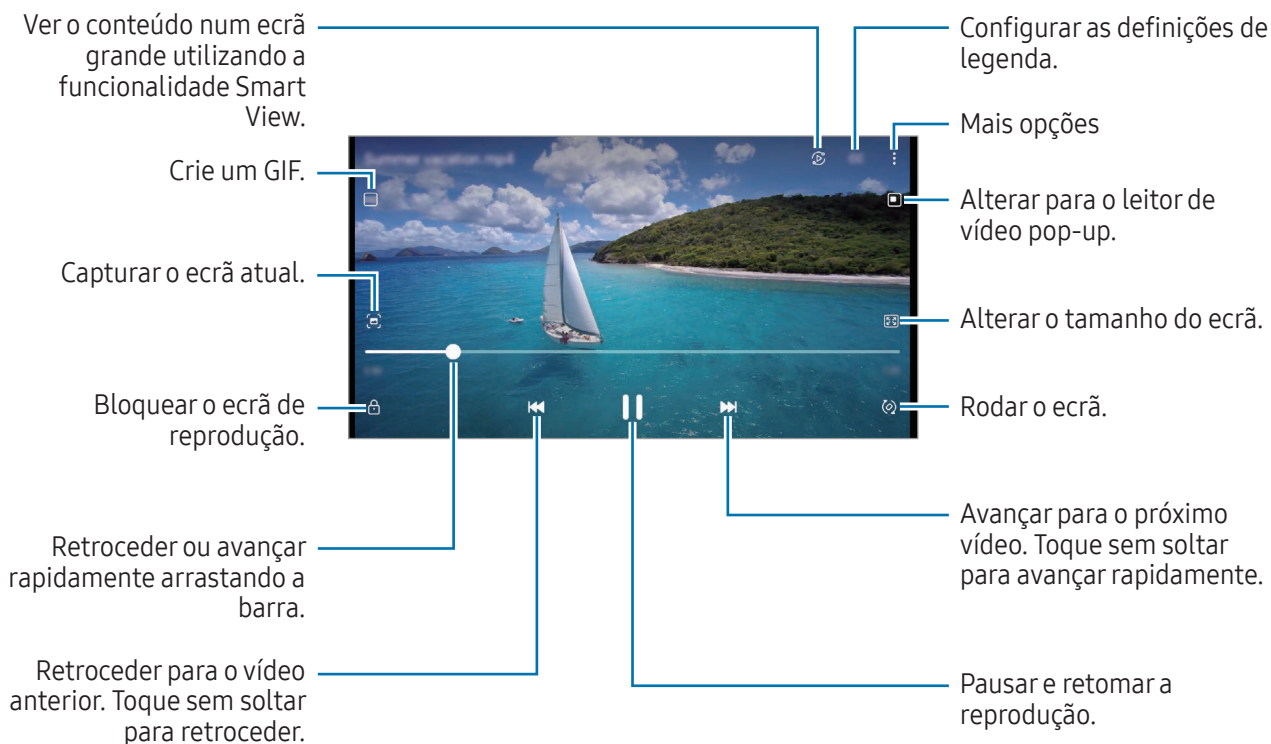 Ver o conteúdo num ecrã
grande utilizando a
funcionalidade Smart
View.
Crie um GIF.
Capturar o ecrã atual.
Bloquear o ecrã de
reprodução.
Retroceder ou avançar
rapidamente arrastando a
barra.
Retroceder para o vídeo
anterior. Toque sem soltar
para retroceder.
Configurar as definições de
legenda.
Mais opções
Alterar para o leitor de
vídeo pop-up.
Alterar o tamanho do ecrã.
Rodar o ecrã.
Avançar para o próximo
vídeo. Toque sem soltar
para avançar rapidamente.
Pausar e retomar a
reprodução.